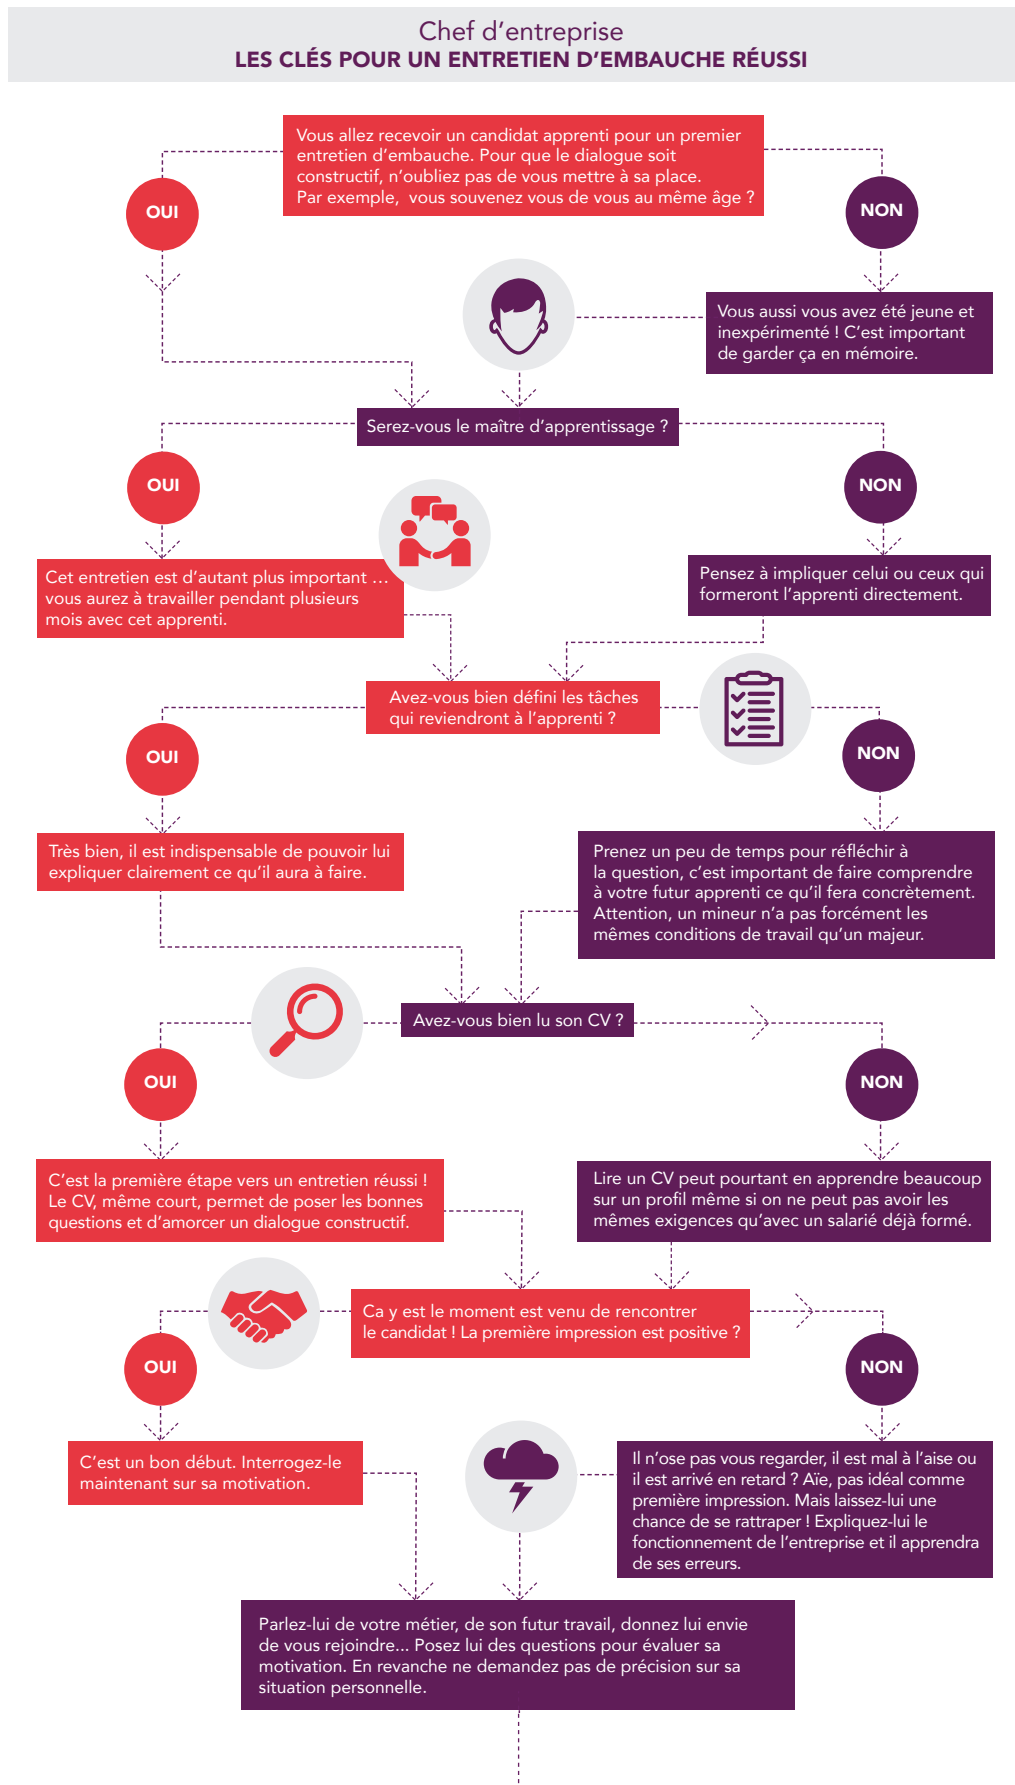 Chef d’entreprise
LES CLÉS POUR UN ENTRETIEN D’EMBAUCHE RÉUSSI
Vous allez recevoir un candidat apprenti pour un premier
entretien d’embauche. Pour que le dialogue soit
constructif, n’oubliez pas de vous mettre à sa place.
Par exemple, vous souvenez vous de vous au même âge ?
OUI
NON
Vous aussi vous avez été jeune et
inexpérimenté ! C’est important
de garder ça en mémoire.
Serez-vous le maître d’apprentissage ?
OUI
NON
Cet entretien est d’autant plus important …
vous aurez à travailler pendant plusieurs
mois avec cet apprenti.
Pensez à impliquer celui ou ceux qui
formeront l’apprenti directement.
Avez-vous bien défini les tâches
qui reviendront à l’apprenti ?
OUI
NON
Très bien, il est indispensable de pouvoir lui
expliquer clairement ce qu’il aura à faire.
Prenez un peu de temps pour réfléchir à
la question, c’est important de faire comprendre
à votre futur apprenti ce qu’il fera concrètement.
Attention, un mineur n’a pas forcément les
mêmes conditions de travail qu’un majeur.
Avez-vous bien lu son CV ?
OUI
NON
C’est la première étape vers un entretien réussi !
Le CV, même court, permet de poser les bonnes
questions et d’amorcer un dialogue constructif.
Lire un CV peut pourtant en apprendre beaucoup
sur un profil même si on ne peut pas avoir les
mêmes exigences qu’avec un salarié déjà formé.
Ca y est le moment est venu de rencontrer
le candidat ! La première impression est positive ?
OUI
NON
C’est un bon début. Interrogez-le
maintenant sur sa motivation.
Il n’ose pas vous regarder, il est mal à l’aise ou
il est arrivé en retard ? Aïe, pas idéal comme
première impression. Mais laissez-lui une
chance de se rattraper ! Expliquez-lui le
fonctionnement de l’entreprise et il apprendra
de ses erreurs.
Parlez-lui de votre métier, de son futur travail, donnez lui envie
de vous rejoindre... Posez lui des questions pour évaluer sa
motivation. En revanche ne demandez pas de précision sur sa
situation personnelle.